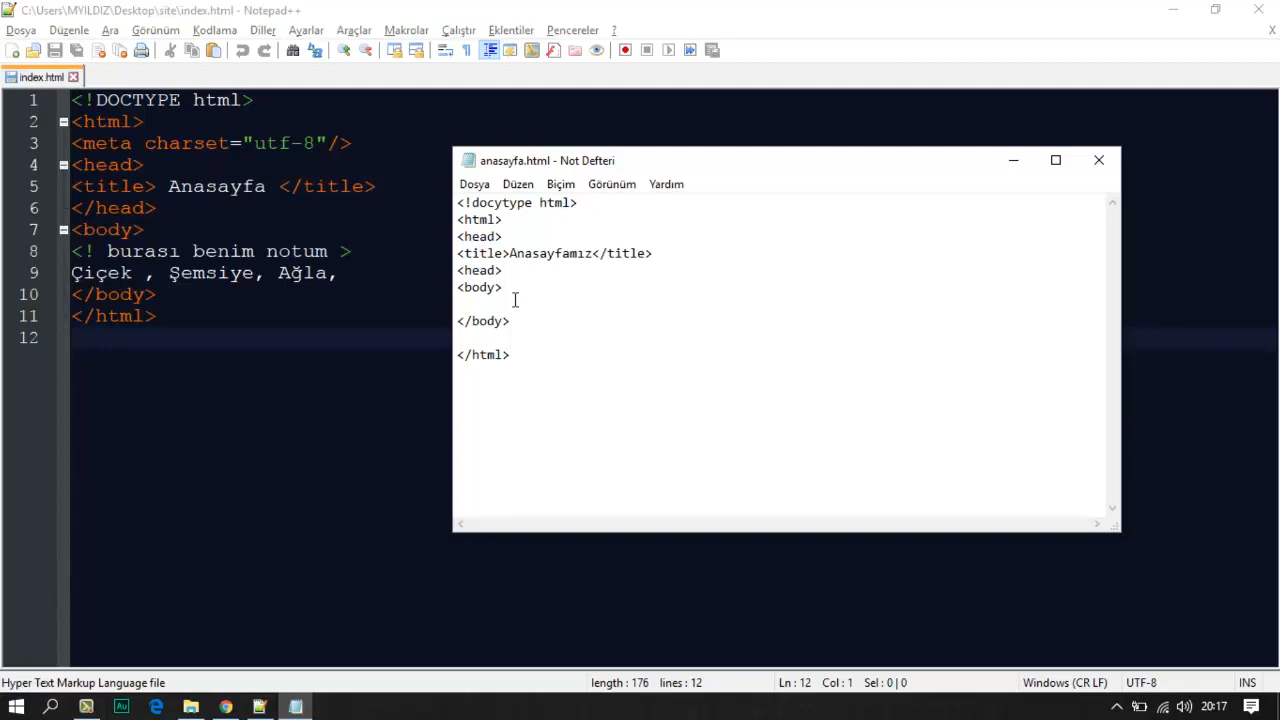 C:\Users\MYILDIZ\Desktop\site\index.html - Notepad++
Dosya Düzenle Ara Görünüm Kodlama Diller Ayarlar Araçlar Makrolar Çalıştır Eklentiler Pencereler ? X
index.html
1 <!DOCTYPE html>
2 <html>
3 <meta charset="utf-8"/>
4 <head>
5 <title> Anasayfa </title>
6 </head>
7 <body>
8 <! burası benim notum >
9 Çiçek , Şemsiye, Ağla,
10 </body>
11 </html>
12
anasayfa.html - Not Defteri
Dosya Düzen Biçim Görünüm Yardım
<!docytype html>
<html>
<head>
<title>Anasayfamız</title>
<head>
<body>
</body>
</html>
Hyper Text Markup Language file length : 176 lines : 12 Ln : 12 Col : 1 Sel : 0 | 0 Windows (CR LF) UTF-8 INS
Au 20:17